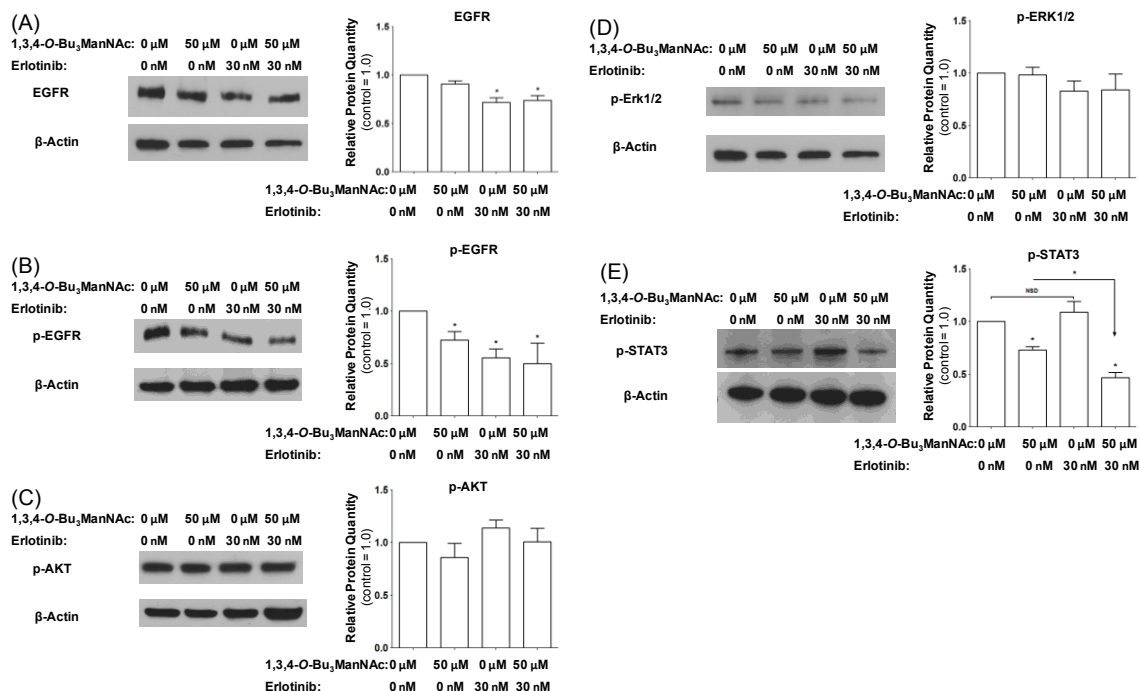 (A)
1,3,4-O-Bu3ManNAc: 0 μM 50 μM 0 μM 50 μM
Erlotinib: 0 nM 0 nM 30 nM 30 nM
EGFR
β-Actin
EGFR
Relative Protein Quantity
(control = 1.0)
1.5
1.0
0.5
0.0
* *
1,3,4-O-Bu3ManNAc: 0 μM 50 μM 0 μM 50 μM
Erlotinib: 0 nM 0 nM 30 nM 30 nM
(B)
1,3,4-O-Bu3ManNAc: 0 μM 50 μM 0 μM 50 μM
Erlotinib: 0 nM 0 nM 30 nM 30 nM
p-EGFR
β-Actin
p-EGFR
Relative Protein Quantity
(control = 1.0)
1.5
1.0
0.5
0.0
* * *
1,3,4-O-Bu3ManNAc: 0 μM 50 μM 0 μM 50 μM
Erlotinib: 0 nM 0 nM 30 nM 30 nM
(C)
1,3,4-O-Bu3ManNAc: 0 μM 50 μM 0 μM 50 μM
Erlotinib: 0 nM 0 nM 30 nM 30 nM
p-AKT
β-Actin
p-AKT
Relative Protein Quantity
(control = 1.0)
1.5
1.0
0.5
0.0
1,3,4-O-Bu3ManNAc: 0 μM 50 μM 0 μM 50 μM
Erlotinib: 0 nM 0 nM 30 nM 30 nM
(D)
1,3,4-O-Bu3ManNAc: 0 μM 50 μM 0 μM 50 μM
Erlotinib: 0 nM 0 nM 30 nM 30 nM
p-Erk1/2
β-Actin
p-ERK1/2
Relative Protein Quantity
(control = 1.0)
1.5
1.0
0.5
0.0
1,3,4-O-Bu3ManNAc: 0 μM 50 μM 0 μM 50 μM
Erlotinib: 0 nM 0 nM 30 nM 30 nM
(E)
1,3,4-O-Bu3ManNAc: 0 μM 50 μM 0 μM 50 μM
Erlotinib: 0 nM 0 nM 30 nM 30 nM
p-STAT3
β-Actin
p-STAT3
Relative Protein Quantity
(control = 1.0)
1.5
1.0
0.5
0.0
*
NSD
* *
1,3,4-O-Bu3ManNAc: 0 μM 50 μM 0 μM 50 μM
Erlotinib: 0 nM 0 nM 30 nM 30 nM